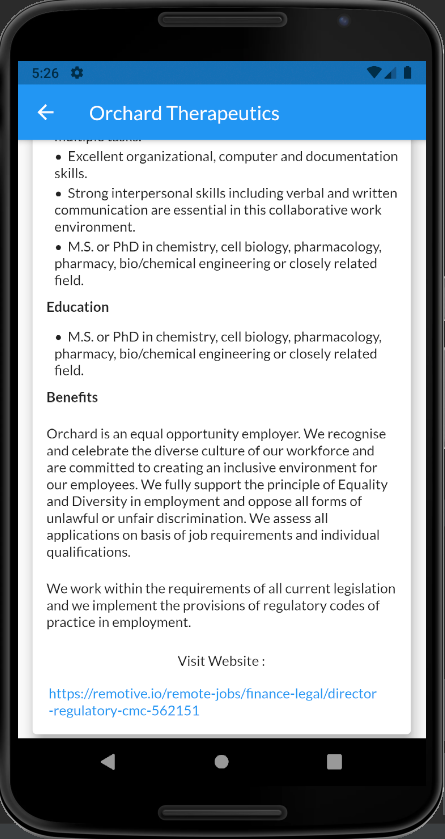 5:26
Orchard Therapeutics
multiple tasks.
• Excellent organizational, computer and documentation
skills.
• Strong interpersonal skills including verbal and written
communication are essential in this collaborative work
environment.
• M.S. or PhD in chemistry, cell biology, pharmacology,
pharmacy, bio/chemical engineering or closely related
field.
Education
• M.S. or PhD in chemistry, cell biology, pharmacology,
pharmacy, bio/chemical engineering or closely related
field.
Benefits
Orchard is an equal opportunity employer. We recognise
and celebrate the diverse culture of our workforce and
are committed to creating an inclusive environment for
our employees. We fully support the principle of Equality
and Diversity in employment and oppose all forms of
unlawful or unfair discrimination. We assess all
applications on basis of job requirements and individual
qualifications.
We work within the requirements of all current legislation
and we implement the provisions of regulatory codes of
practice in employment.
Visit Website :
https://remotive.io/remote-jobs/finance-legal/director
-regulatory-cmc-562151